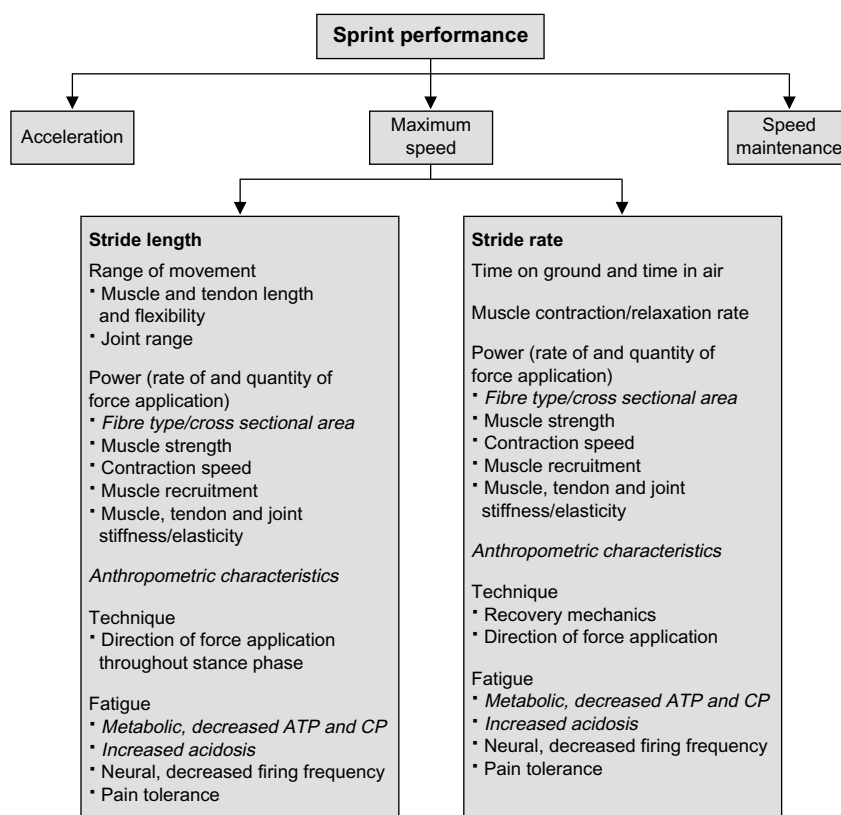 Sprint performance
Acceleration
Maximum
speed
Speed
maintenance
Stride length
Range of movement
▪ Muscle and tendon length
and flexibility
▪ Joint range
Power (rate of and quantity of
force application)
▪ Fibre type/cross sectional area
▪ Muscle strength
▪ Contraction speed
▪ Muscle recruitment
▪ Muscle, tendon and joint
stiffness/elasticity
Anthropometric characteristics
Technique
▪ Direction of force application
throughout stance phase
Fatigue
▪ Metabolic, decreased ATP and CP
▪ Increased acidosis
▪ Neural, decreased firing frequency
▪ Pain tolerance
Stride rate
Time on ground and time in air
Muscle contraction/relaxation rate
Power (rate of and quantity of
force application)
▪ Fibre type/cross sectional area
▪ Muscle strength
▪ Contraction speed
▪ Muscle recruitment
▪ Muscle, tendon and joint
stiffness/elasticity
Anthropometric characteristics
Technique
▪ Recovery mechanics
▪ Direction of force application
Fatigue
▪ Metabolic, decreased ATP and CP
▪ Increased acidosis
▪ Neural, decreased firing frequency
▪ Pain tolerance